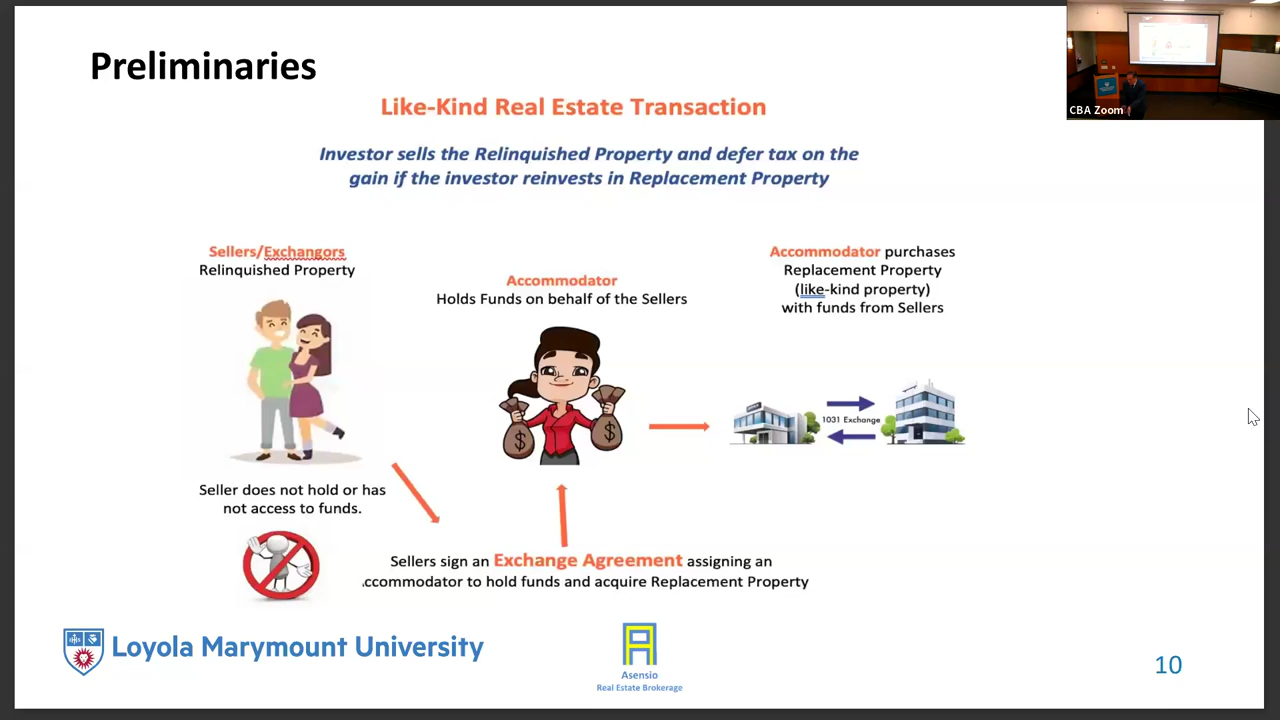 Preliminaries
CBA Zoom
Like-Kind Real Estate Transaction
Investor sells the Relinquished Property and defer tax on the
gain if the investor reinvests in Replacement Property
Sellers/Exchangors
Relinquished Property
Accommodator
Holds Funds on behalf of the Sellers
Accommodator purchases
Replacement Property
(like-kind property)
with funds from Sellers
$
$
1031 Exchange
Seller does not hold or has
not access to funds.
Sellers sign an Exchange Agreement assigning an
ccommodator to hold funds and acquire Replacement Property
IHS
Loyola Marymount University
Asensio
Real Estate Brokerage
10